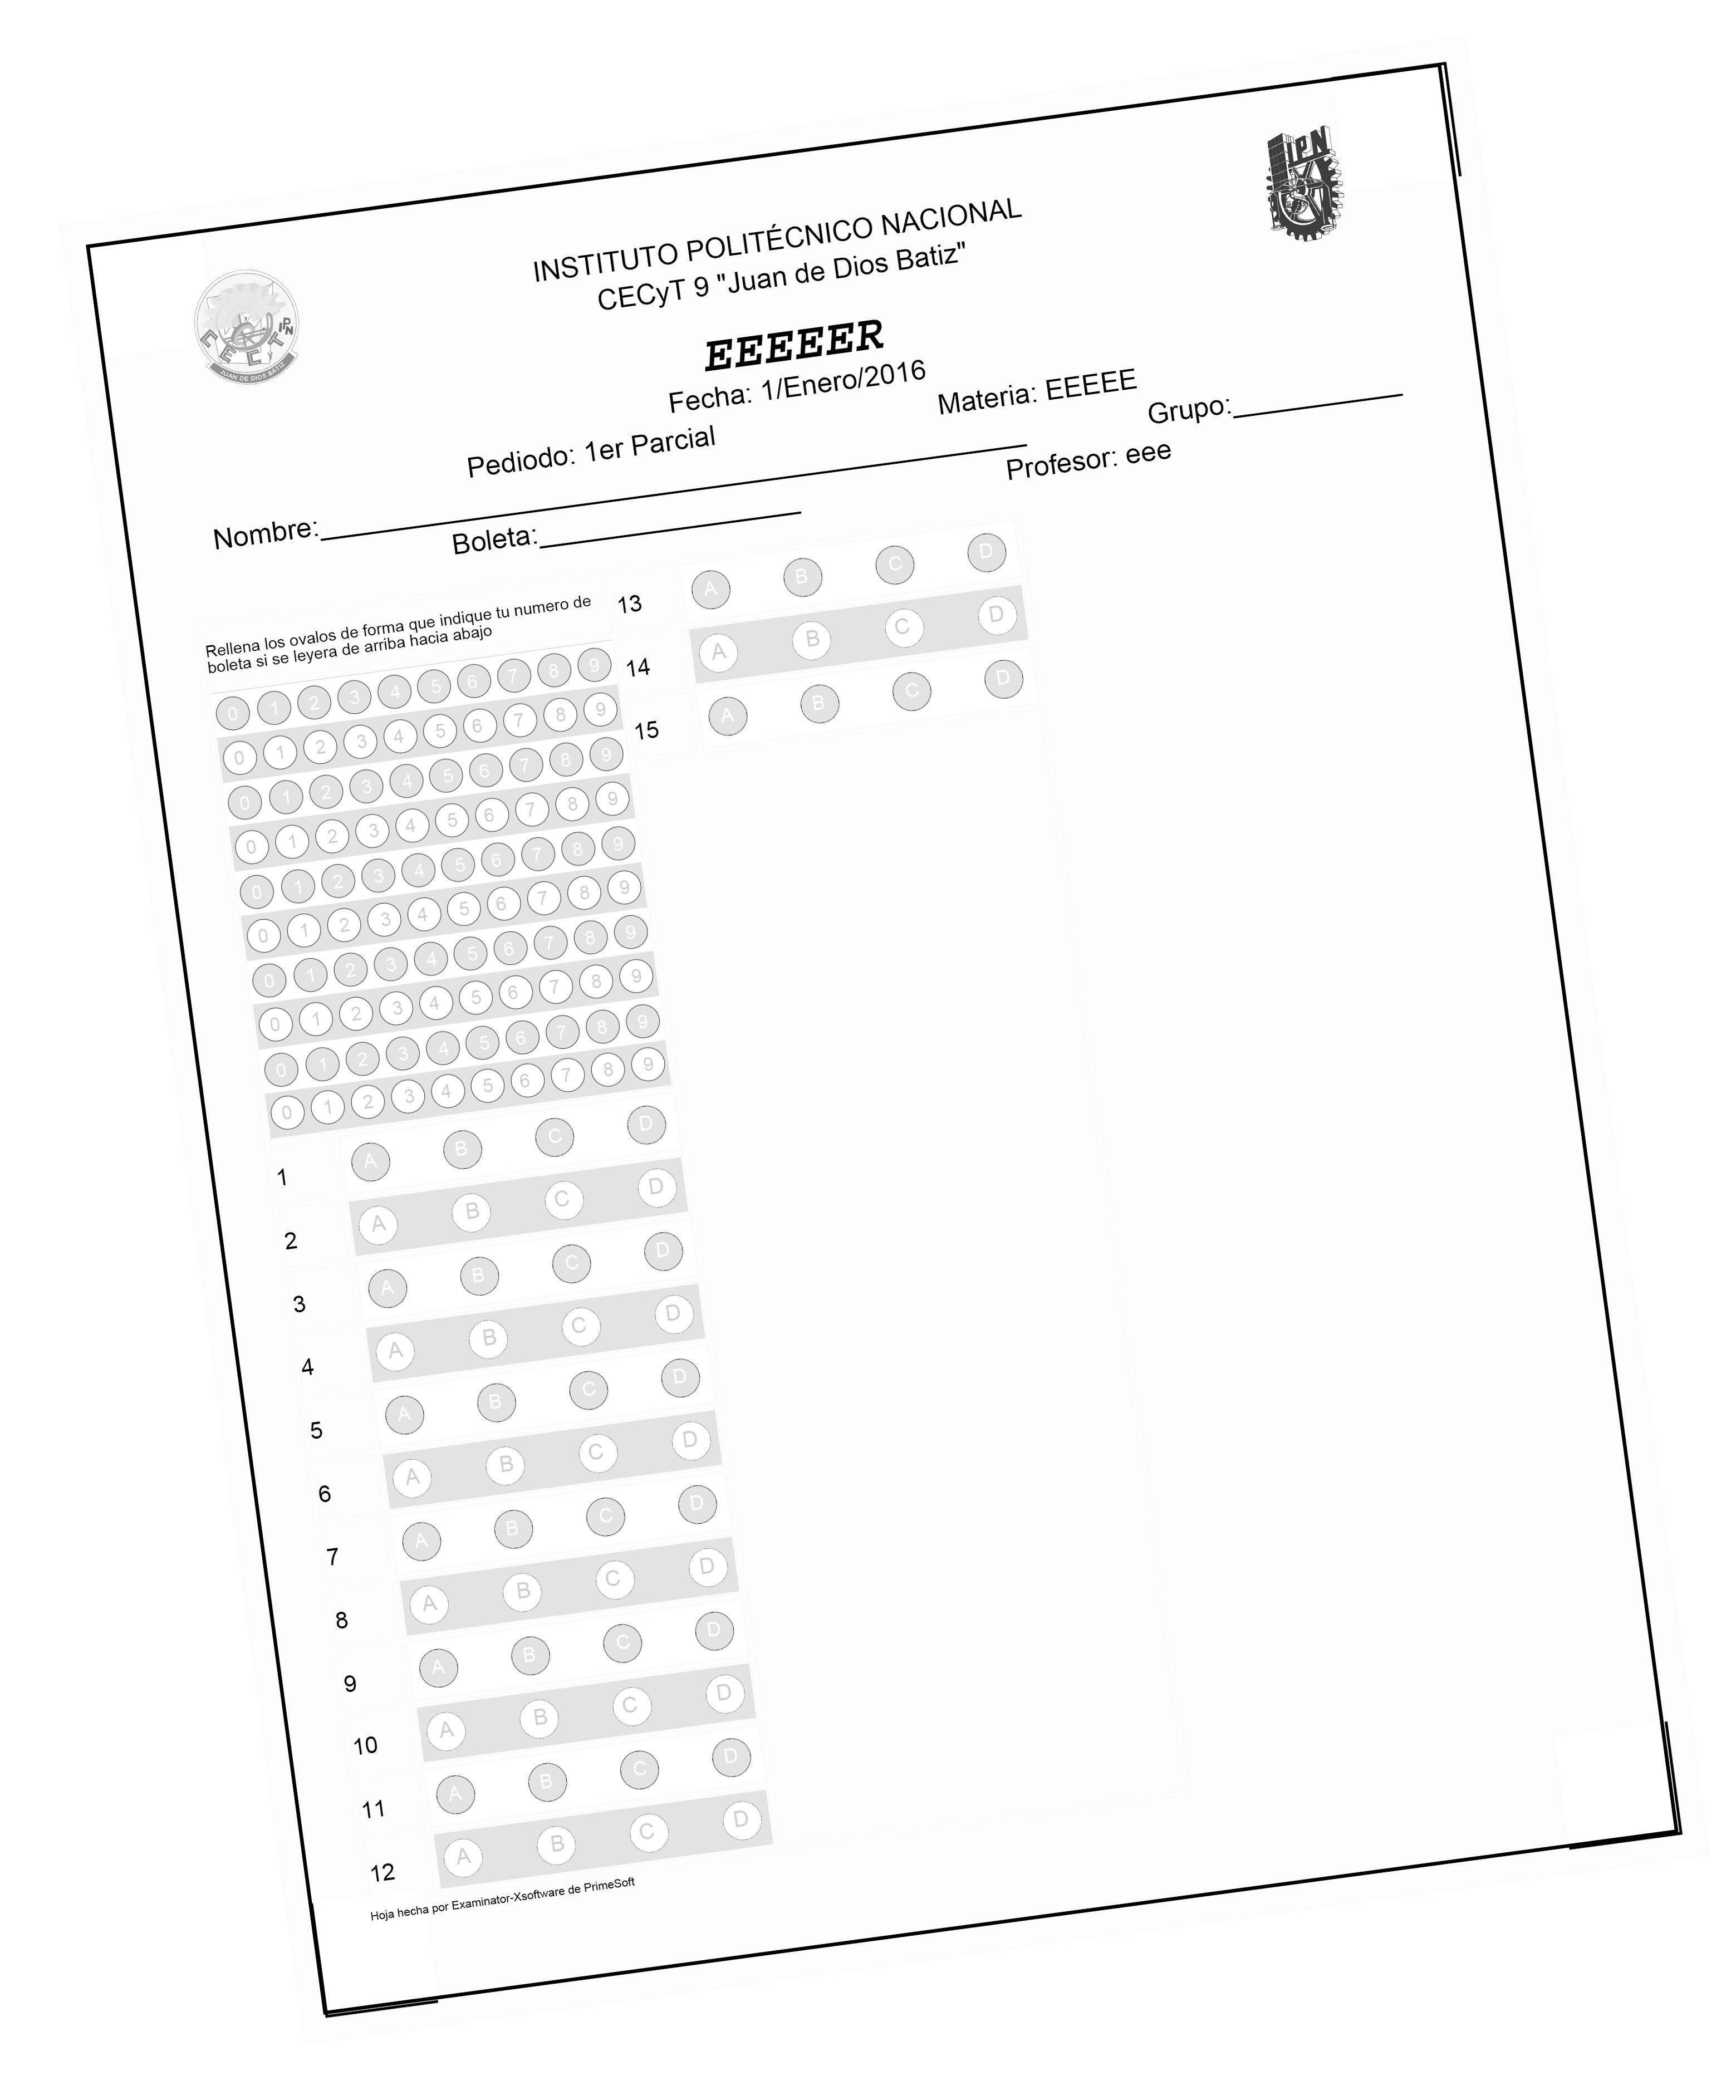 IPN
INSTITUTO POLITÉCNICO NACIONAL
CECyT 9 "Juan de Dios Batiz"
CECyT IPN
JUAN DE DIOS BATIZ
EEEEER
Fecha: 1/Enero/2016
Pediodo: 1er Parcial Materia: EEEEE
Nombre: Grupo:
Boleta: Profesor: eee
Rellena los ovalos de forma que indique tu numero de
boleta si se leyera de arriba hacia abajo
0 1 2 3 4 5 6 7 8 9
0 1 2 3 4 5 6 7 8 9
0 1 2 3 4 5 6 7 8 9
0 1 2 3 4 5 6 7 8 9
0 1 2 3 4 5 6 7 8 9
0 1 2 3 4 5 6 7 8 9
0 1 2 3 4 5 6 7 8 9
0 1 2 3 4 5 6 7 8 9
0 1 2 3 4 5 6 7 8 9
0 1 2 3 4 5 6 7 8 9
1 A B C D
2 A B C D
3 A B C D
4 A B C D
5 A B C D
6 A B C D
7 A B C D
8 A B C D
9 A B C D
10 A B C D
11 A B C D
12 A B C D
13 A B C D
14 A B C D
15 A B C D
Hoja hecha por Examinator-Xsoftware de PrimeSoft